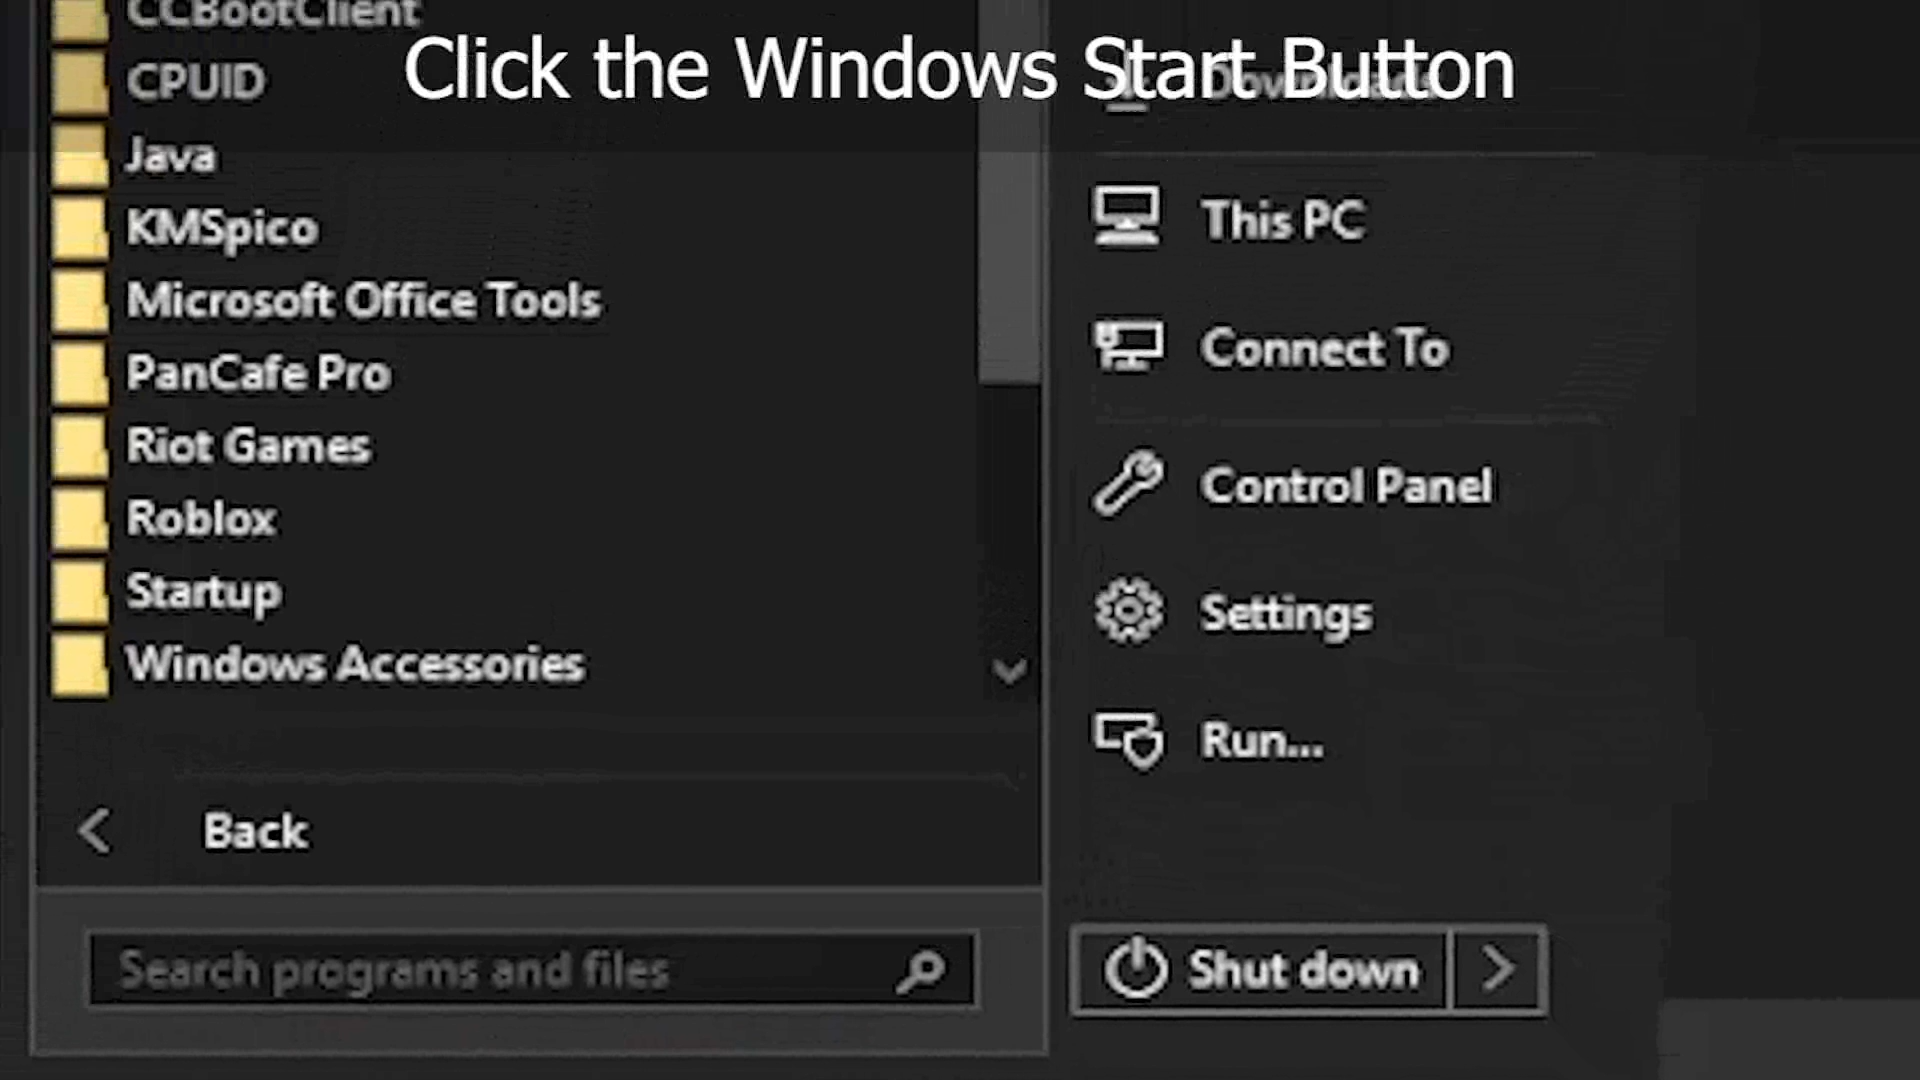 Click the Windows Start Button
CCBootClient
CPUID
Java
KMSpico
Microsoft Office Tools
PanCafe Pro
Riot Games
Roblox
Startup
Windows Accessories
Back
Search programs and files
Downloads
This PC
Connect To
Control Panel
Settings
Run...
Shut down